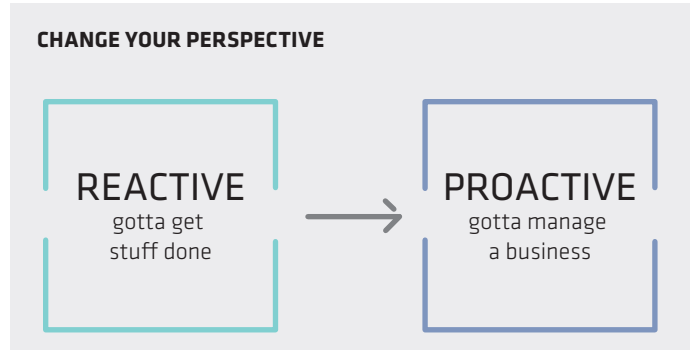 CHANGE YOUR PERSPECTIVE
REACTIVE
gotta get
stuff done
PROACTIVE
gotta manage
a business